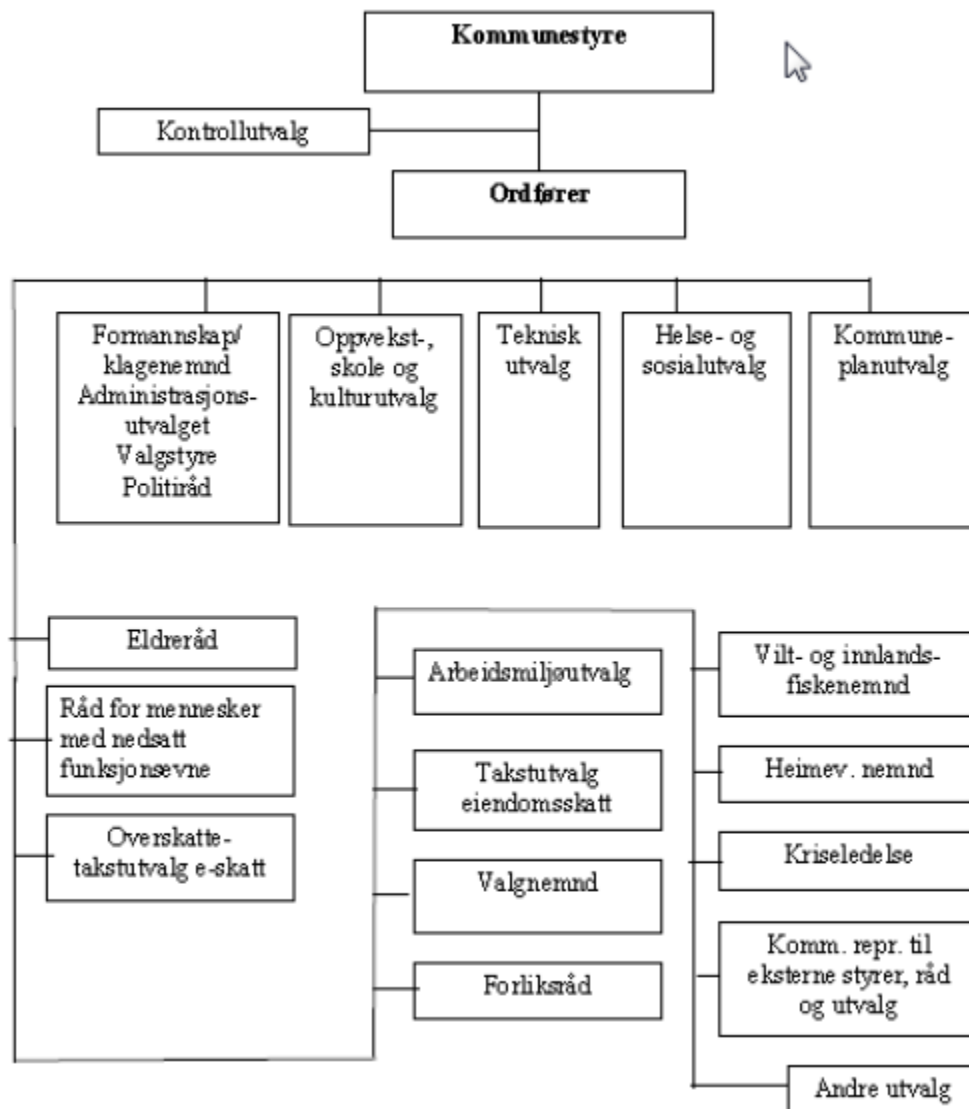 Kommunestyre
Kontrollutvalg
Ordfører
Formannskap/
klagenemnd
Administrasjons-
utvalget
Valgstyre
Politiråd
Oppvekst-,
skole og
kulturutvalg
Teknisk
utvalg
Helse- og
sosialutvalg
Kommune-
planutvalg
Eldreråd
Råd for mennesker
med nedsatt
funksjonsevne
Overskatte-
takstutvalg e-skatt
Arbeidsmiljøutvalg
Takstutvalg
eiendomsskatt
Valgnemnd
Forliksråd
Vilt- og innlands-
fiskenemnd
Heimev. nemnd
Kriseledelse
Komm. repr. til
eksterne styrer, råd
og utvalg
Andre utvalg